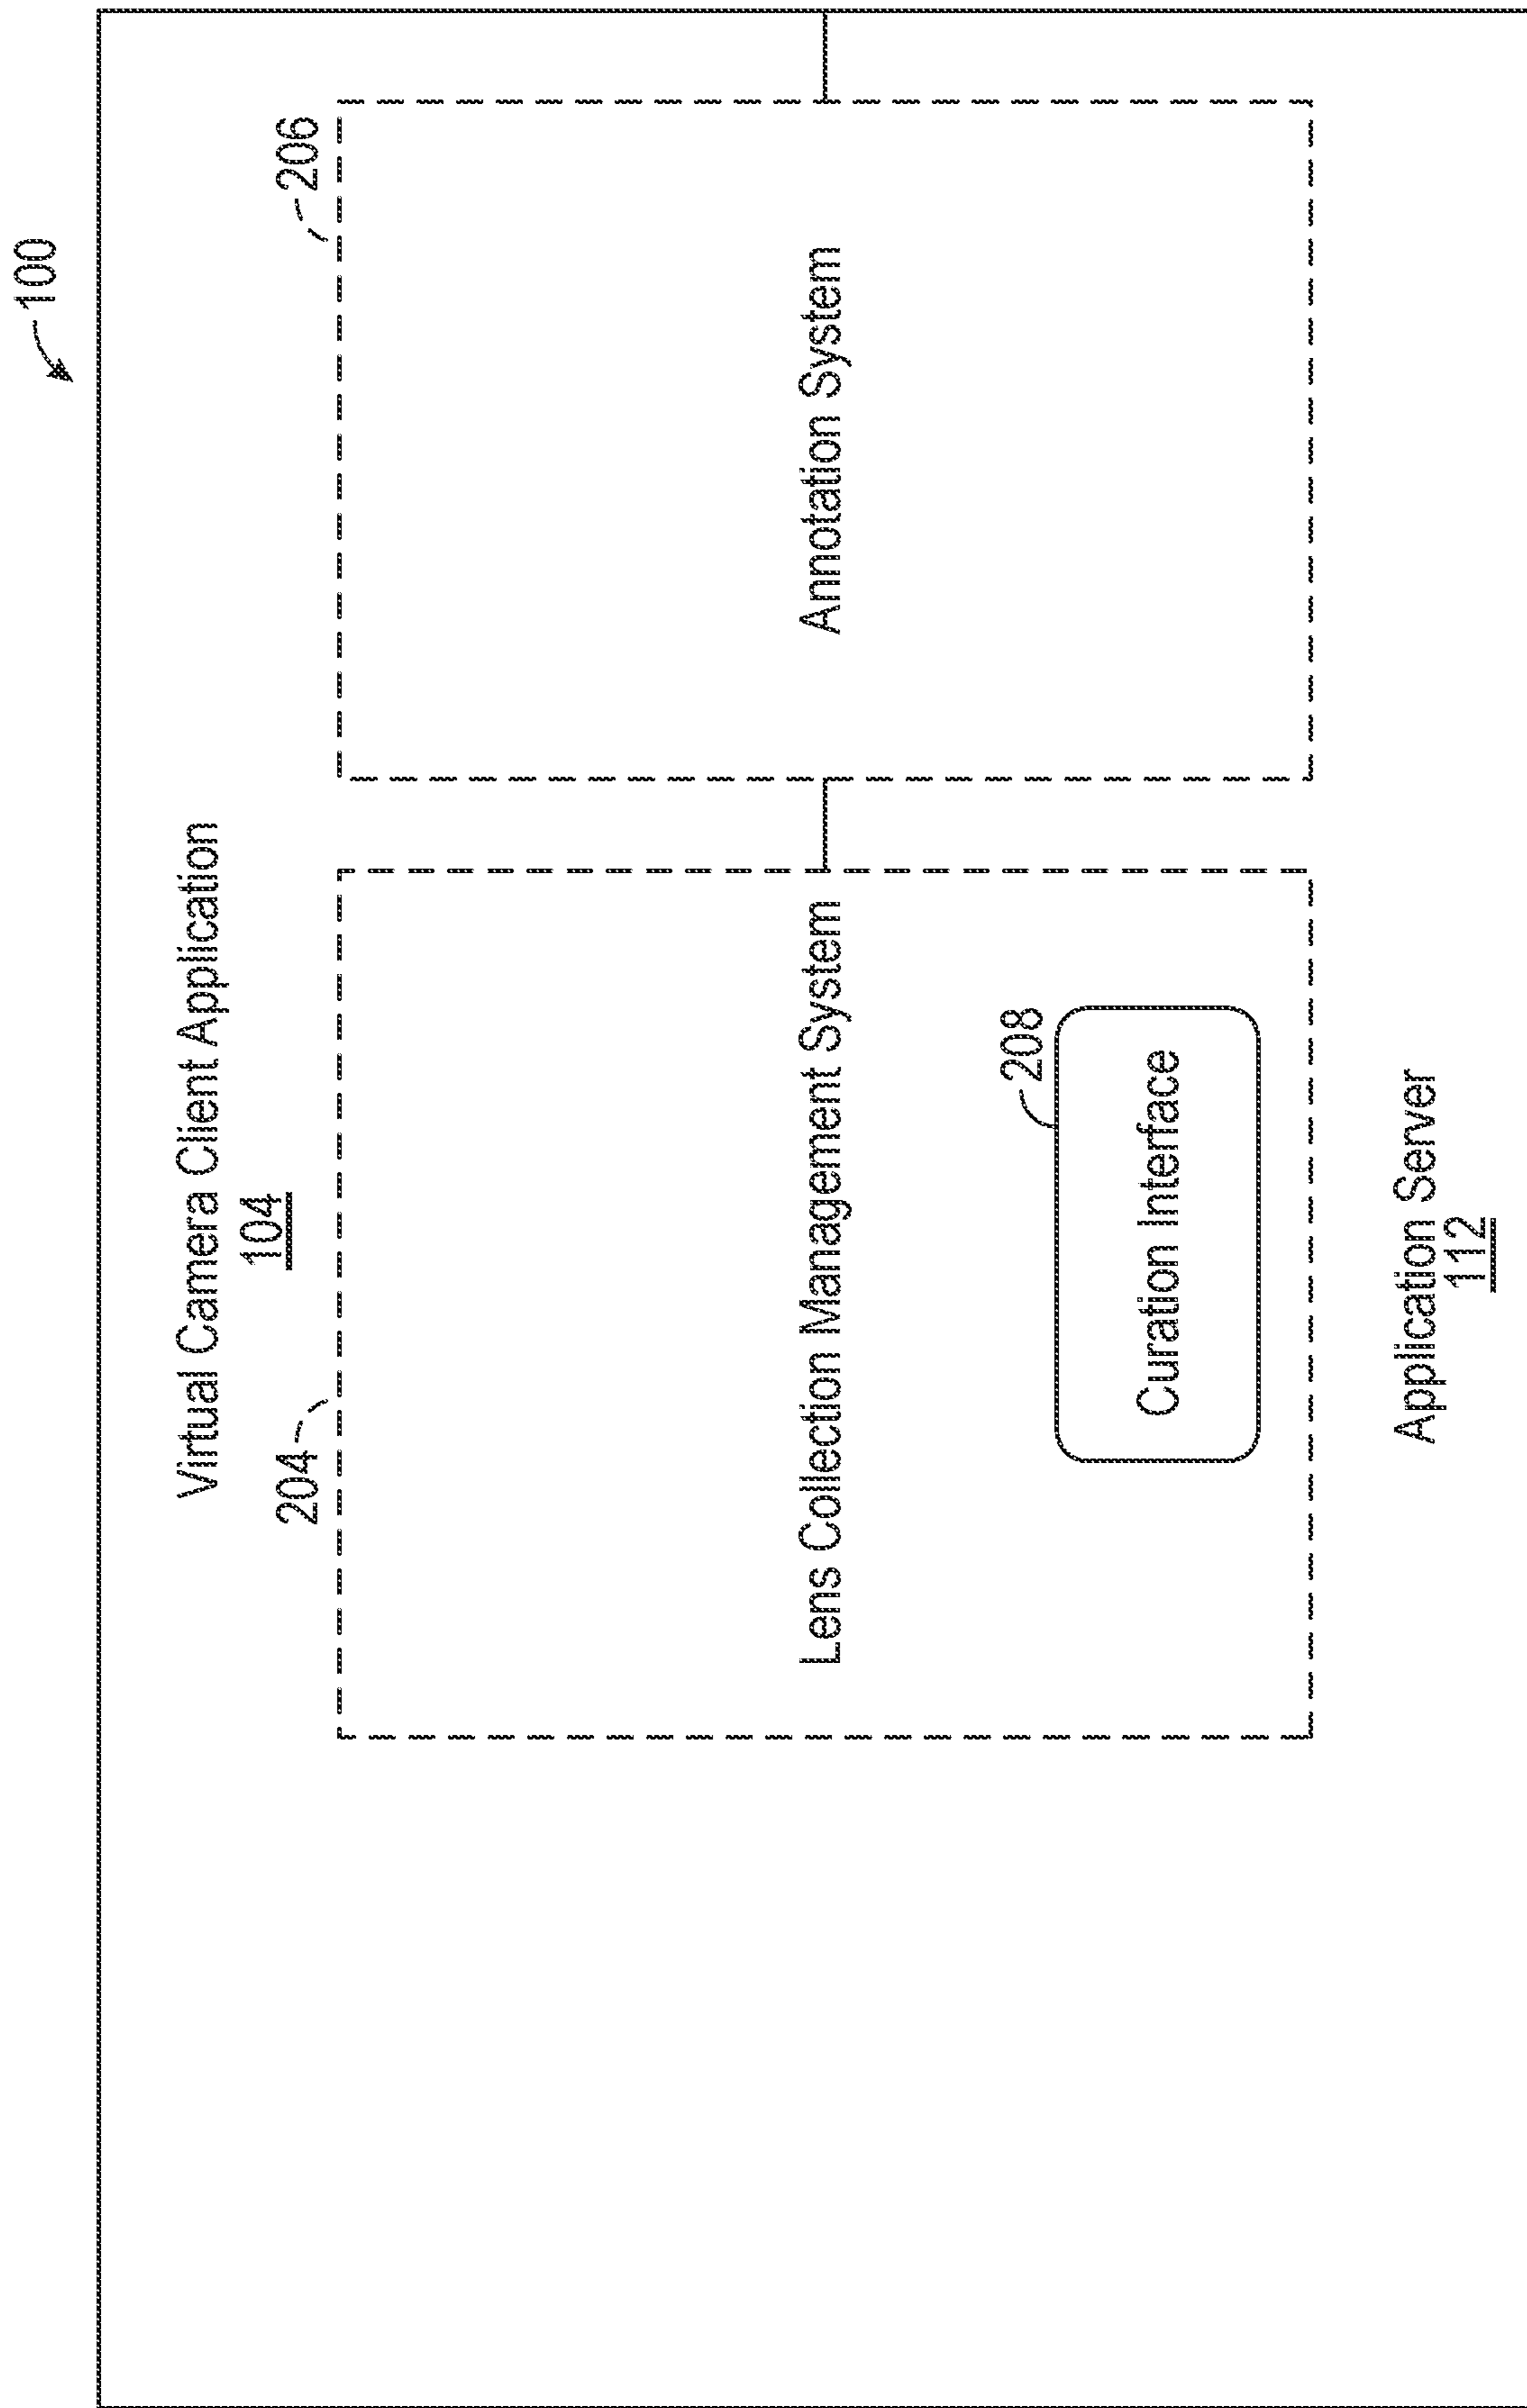 100
Virtual Camera Client Application
104
204
206
Lens Collection Management System
Annotation System
208
Curation Interface
Application Server
112